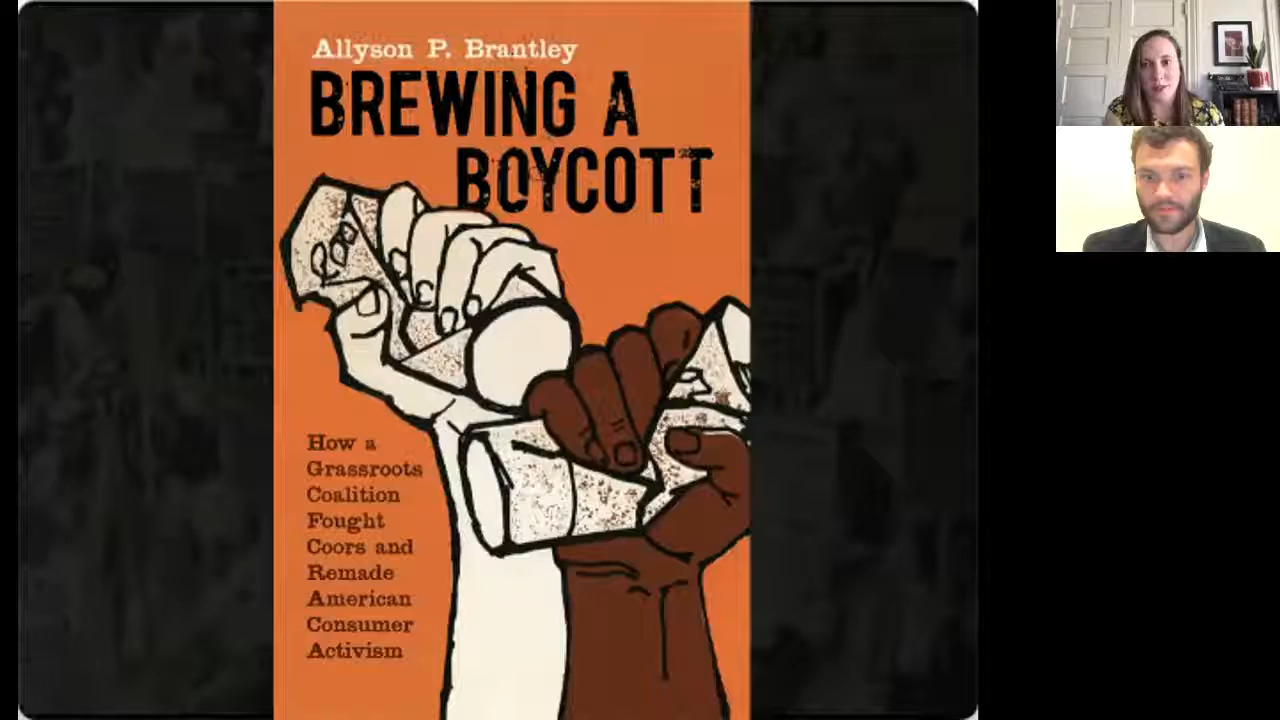 Allyson P. Brantley
BREWING A
BOYCOTT
How a
Grassroots
Coalition
Fought
Coors and
Remade
American
Consumer
Activism